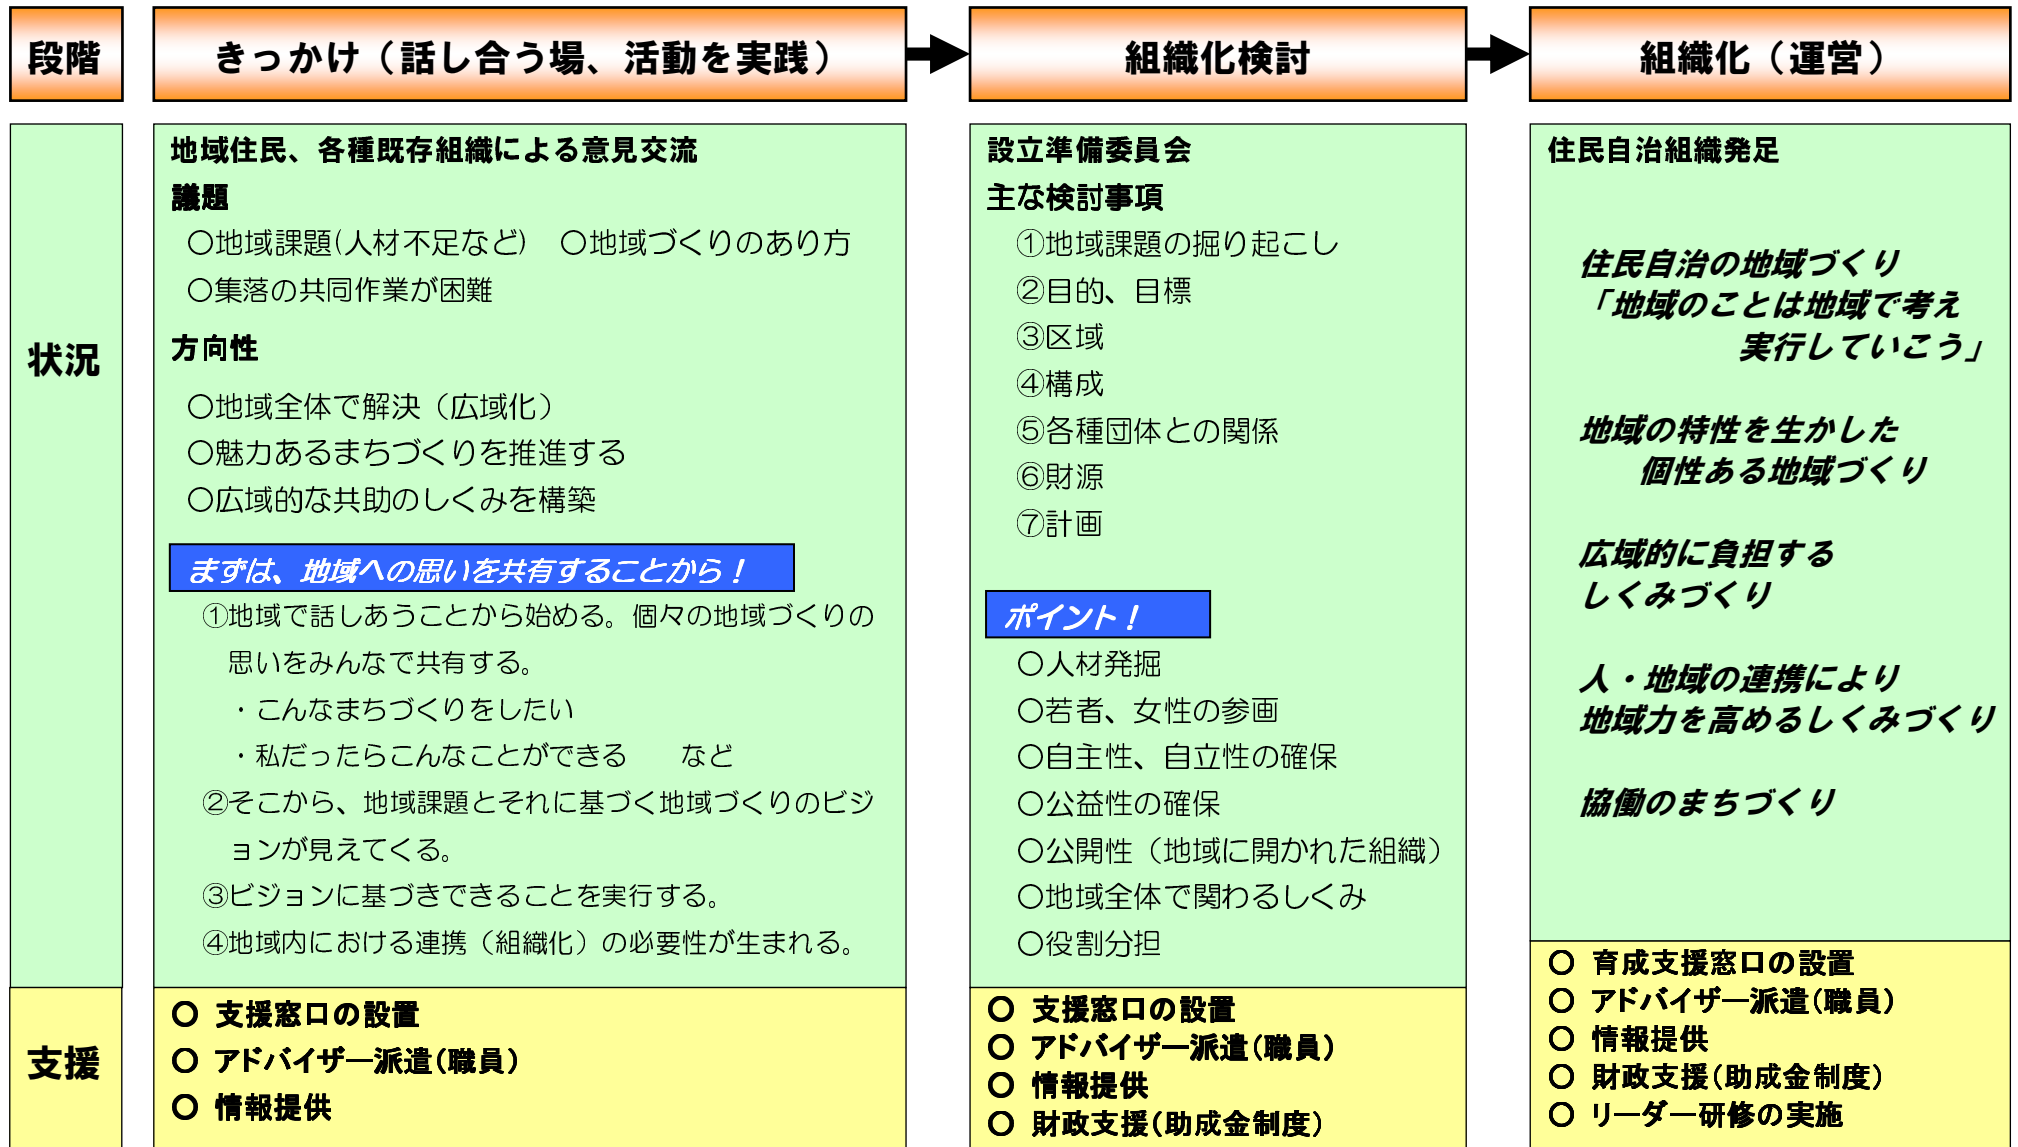 段階
きっかけ（話し合う場、活動を実践）
組織化検討
組織化（運営）
状況
地域住民、各種既存組織による意見交流
議題
〇地域課題(人材不足など)　〇地域づくりのあり方
〇集落の共同作業が困難
方向性
〇地域全体で解決（広域化）
〇魅力あるまちづくりを推進する
〇広域的な共助のしくみを構築
まずは、地域への思いを共有することから！
①地域で話しあうことから始める。個々の地域づくりの
思いをみんなで共有する。
・こんなまちづくりをしたい
・私だったらこんなことができる　　など
②そこから、地域課題とそれに基づく地域づくりのビジ
ョンが見えてくる。
③ビジョンに基づきできることを実行する。
④地域内における連携（組織化）の必要性が生まれる。
設立準備委員会
主な検討事項
①地域課題の掘り起こし
②目的、目標
③区域
④構成
⑤各種団体との関係
⑥財源
⑦計画
ポイント！
〇人材発掘
〇若者、女性の参画
〇自主性、自立性の確保
〇公益性の確保
〇公開性（地域に開かれた組織）
〇地域全体で関わるしくみ
〇役割分担
住民自治組織発足
住民自治の地域づくり
「地域のことは地域で考え
実行していこう」
地域の特性を生かした
個性ある地域づくり
広域的に負担する
しくみづくり
人・地域の連携により
地域力を高めるしくみづくり
協働のまちづくり
支援
〇 支援窓口の設置
〇 アドバイザー派遣(職員)
〇 情報提供
〇 支援窓口の設置
〇 アドバイザー派遣(職員)
〇 情報提供
〇 財政支援(助成金制度)
〇 育成支援窓口の設置
〇 アドバイザー派遣(職員)
〇 情報提供
〇 財政支援(助成金制度)
〇 リーダー研修の実施